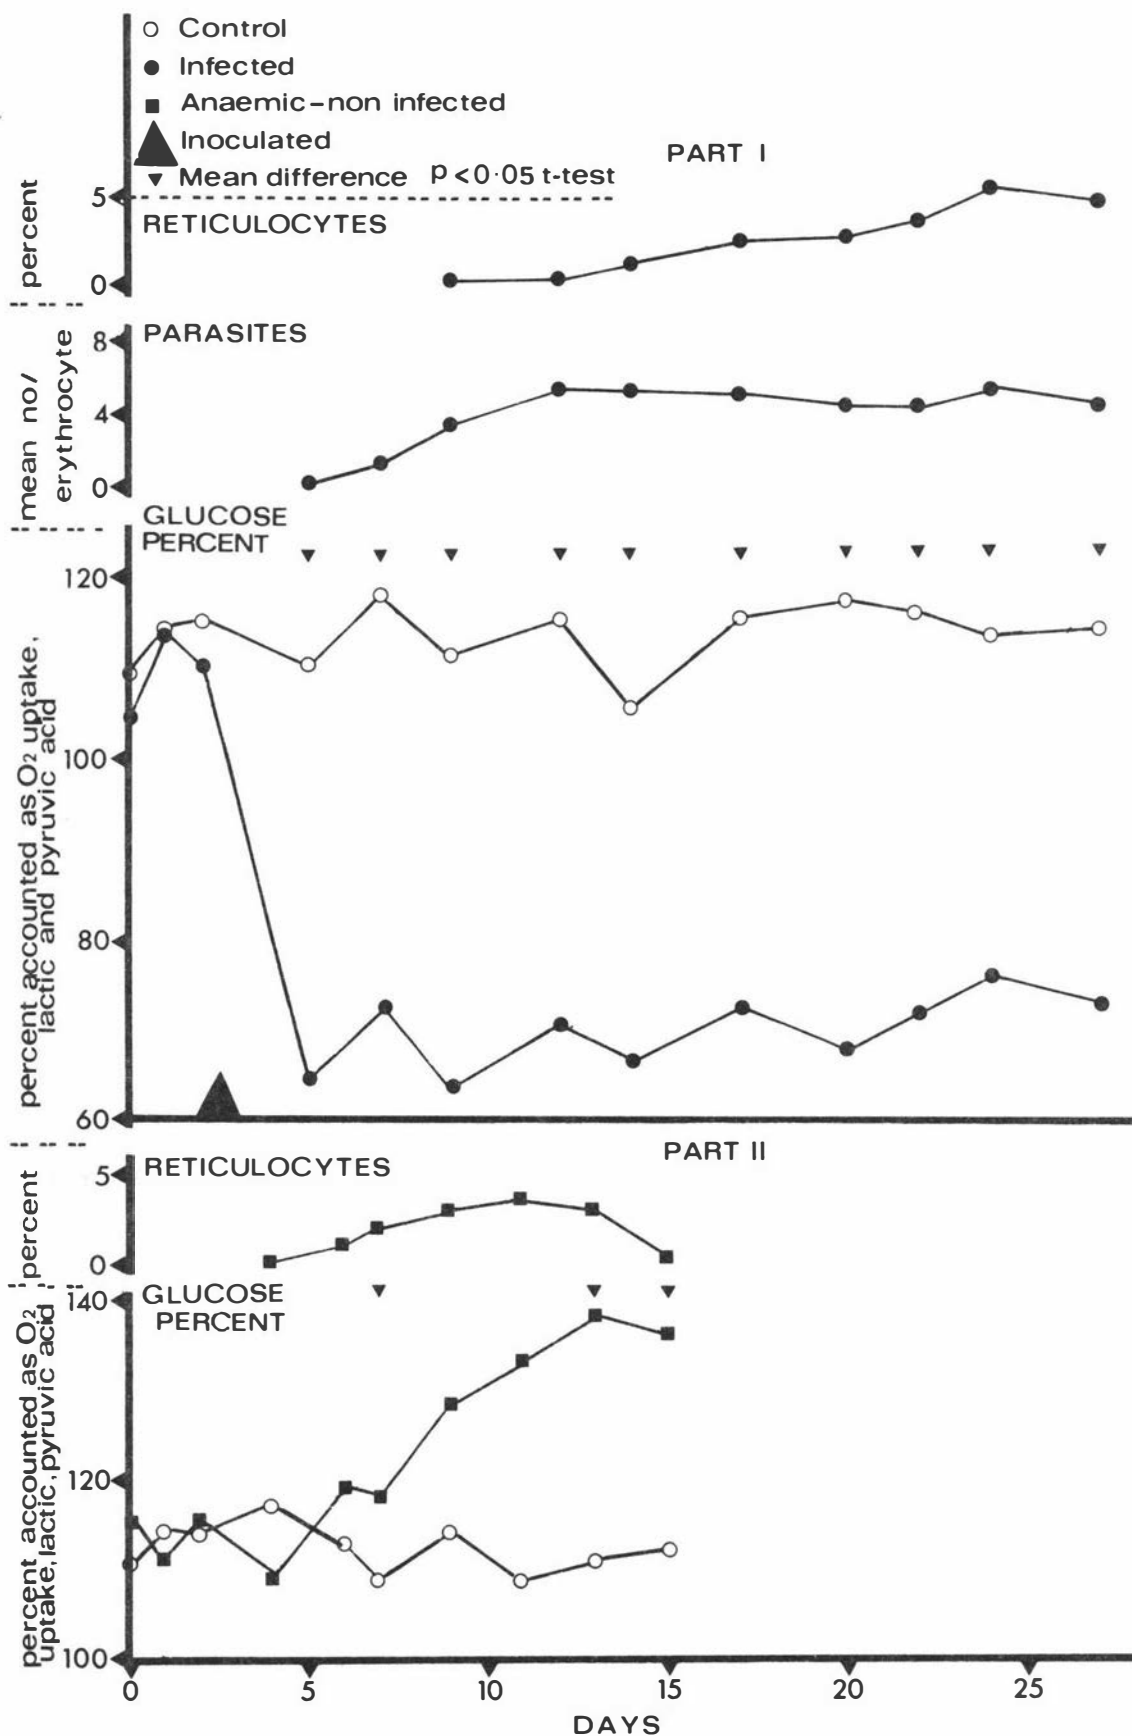 Control
Infected
Anaemic-non infected
Inoculated
Mean difference p<0·05 t-test
PART I
percent
5
0
RETICULOCYTES
mean no/
erythrocyte
8
4
0
PARASITES
GLUCOSE
PERCENT
percent accounted as O2 uptake,
lactic and pyruvic acid
120
100
80
60
PART II
percent
5
0
RETICULOCYTES
GLUCOSE
PERCENT
percent accounted as O2
uptake, lactic, pyruvic acid
140
120
100
0 5 10 15 20 25
DAYS